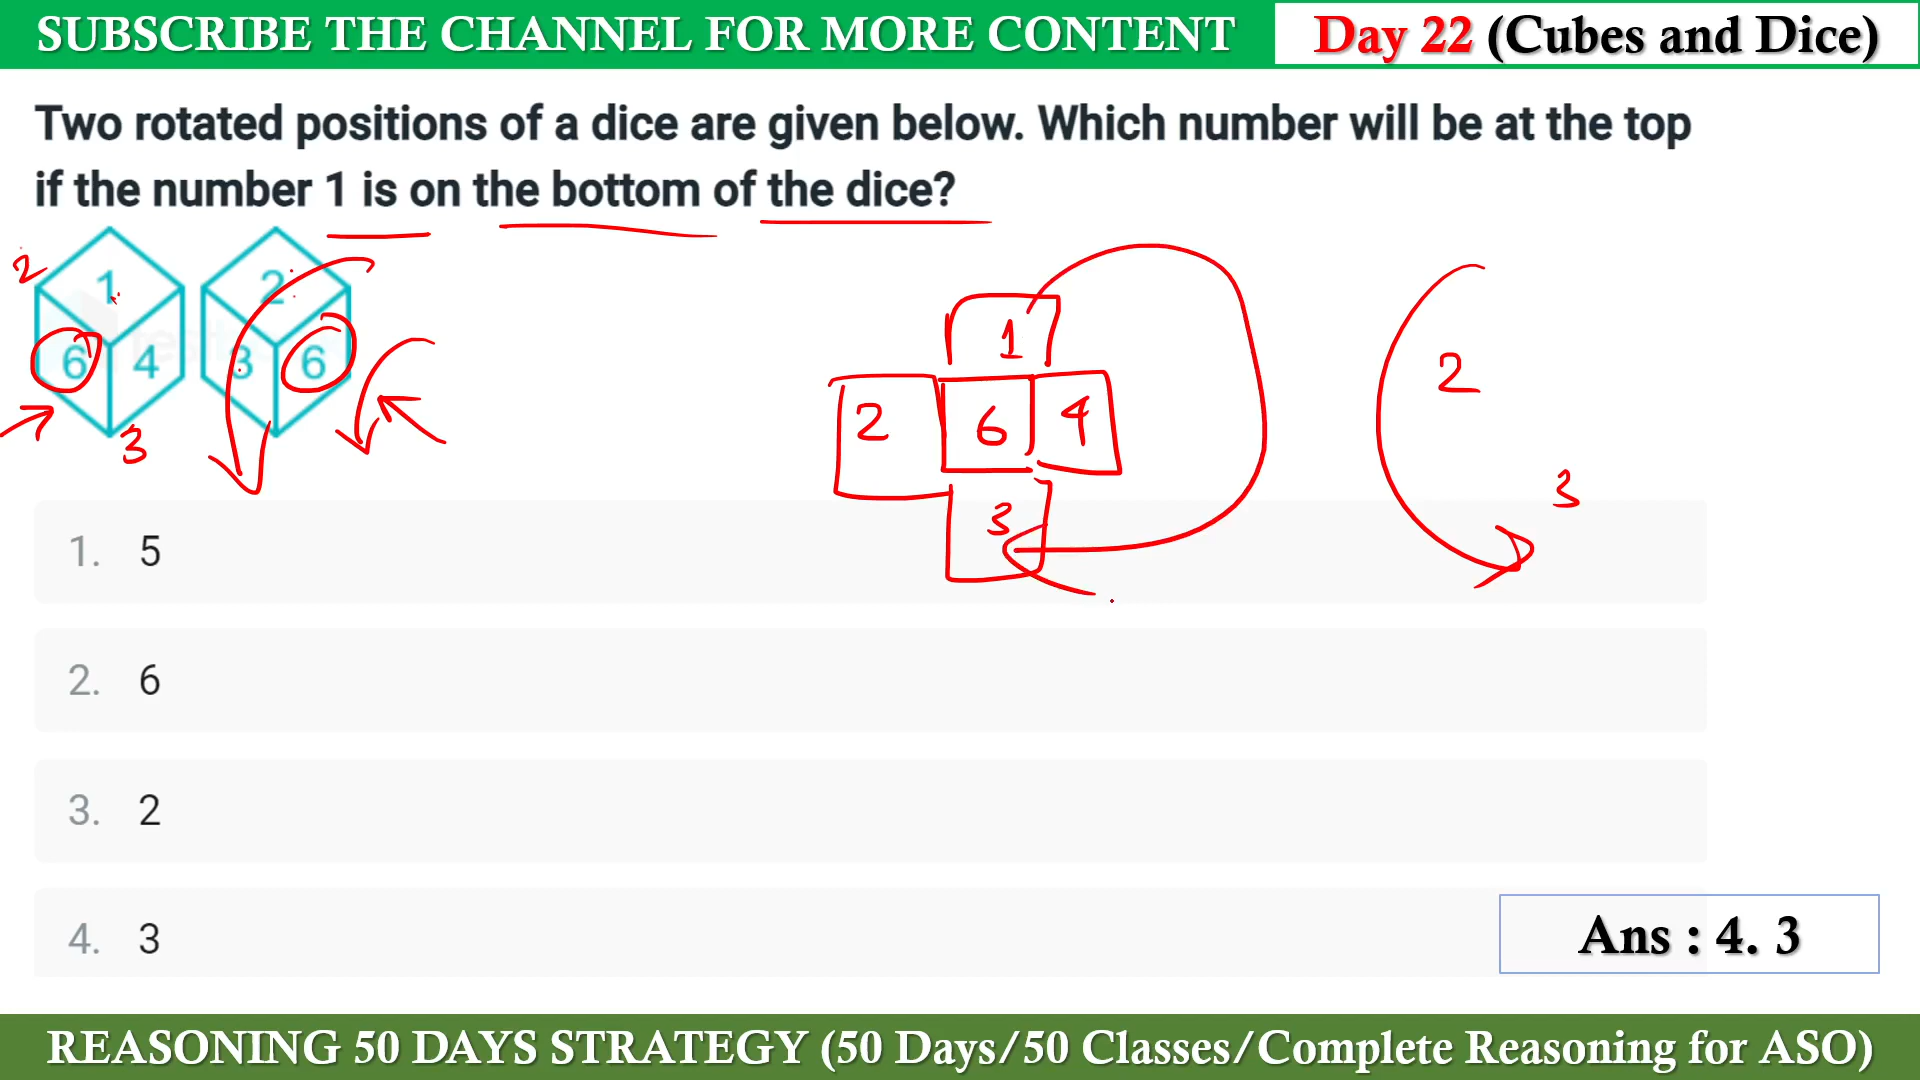 SUBSCRIBE THE CHANNEL FOR MORE CONTENT
Day 22 (Cubes and Dice)
Two rotated positions of a dice are given below. Which number will be at the top
if the number 1 is on the bottom of the dice?
2
1
2
6 4
3 6
3
1
2 6 4
3
2
3
1. 5
2. 6
3. 2
4. 3
Ans : 4. 3
REASONING 50 DAYS STRATEGY (50 Days/50 Classes/Complete Reasoning for ASO)